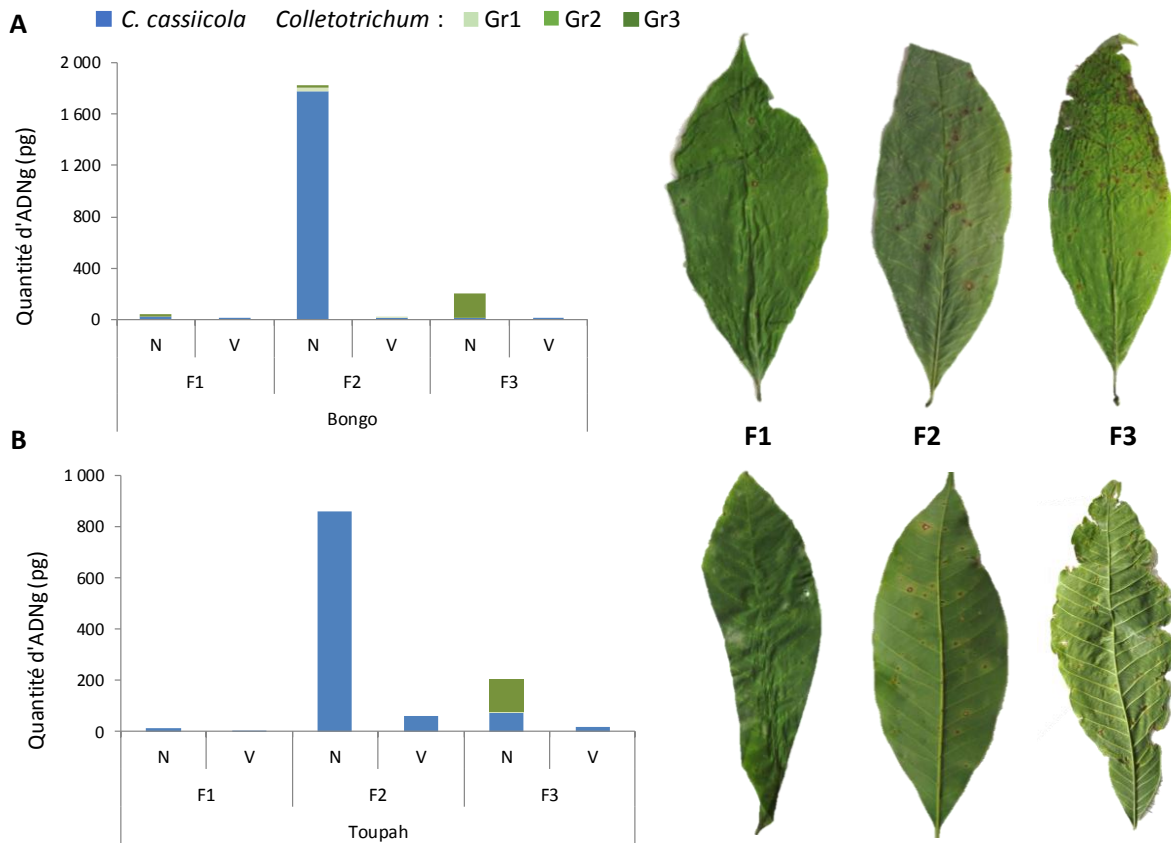 C. cassiicola Colletotrichum : Gr1 Gr2 Gr3
A
Quantité d'ADNg (pg)
2 000
1 600
1 200
800
400
0
N V N V N V
F1 F2 F3
Bongo
F1 F2 F3
B
Quantité d'ADNg (pg)
1 000
800
600
400
200
0
N V N V N V
F1 F2 F3
Toupah